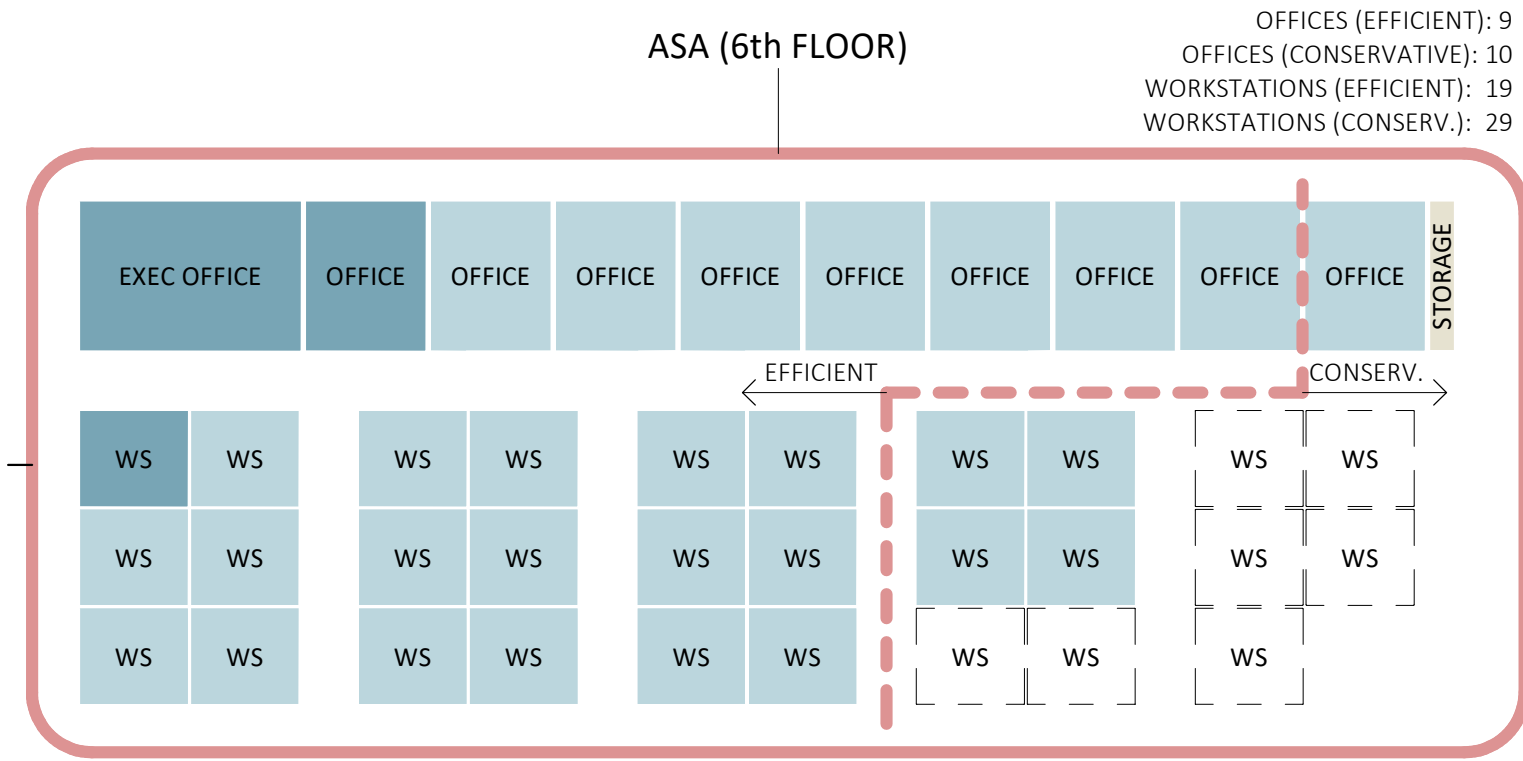 OFFICES (EFFICIENT): 9
ASA (6th FLOOR)
OFFICES (CONSERVATIVE): 10
WORKSTATIONS (EFFICIENT): 19
WORKSTATIONS (CONSERV.): 29
EXEC OFFICE OFFICE OFFICE OFFICE OFFICE OFFICE OFFICE OFFICE OFFICE OFFICE STORAGE
EFFICIENT CONSERV.
WS WS WS WS WS WS WS WS WS WS
WS WS WS WS WS WS WS WS WS WS
WS WS WS WS WS WS WS WS WS